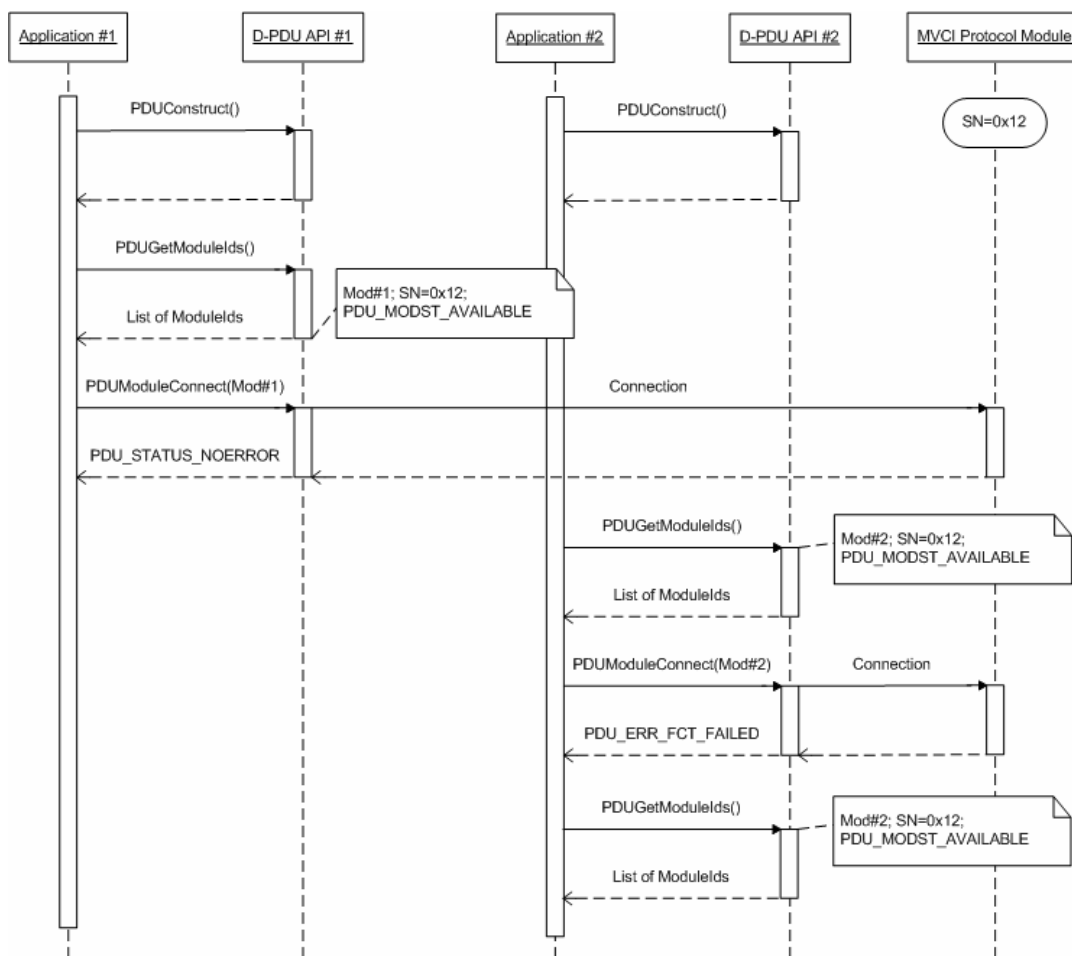 Application #1
D-PDU API #1
Application #2
D-PDU API #2
MVCI Protocol Module
PDUConstruct()
PDUConstruct()
SN=0x12
PDUGetModuleIds()
Mod#1; SN=0x12;
PDU_MODST_AVAILABLE
List of ModuleIds
PDUModuleConnect(Mod#1)
Connection
PDU_STATUS_NOERROR
PDUGetModuleIds()
Mod#2; SN=0x12;
PDU_MODST_AVAILABLE
List of ModuleIds
PDUModuleConnect(Mod#2)
Connection
PDU_ERR_FCT_FAILED
PDUGetModuleIds()
Mod#2; SN=0x12;
PDU_MODST_AVAILABLE
List of ModuleIds